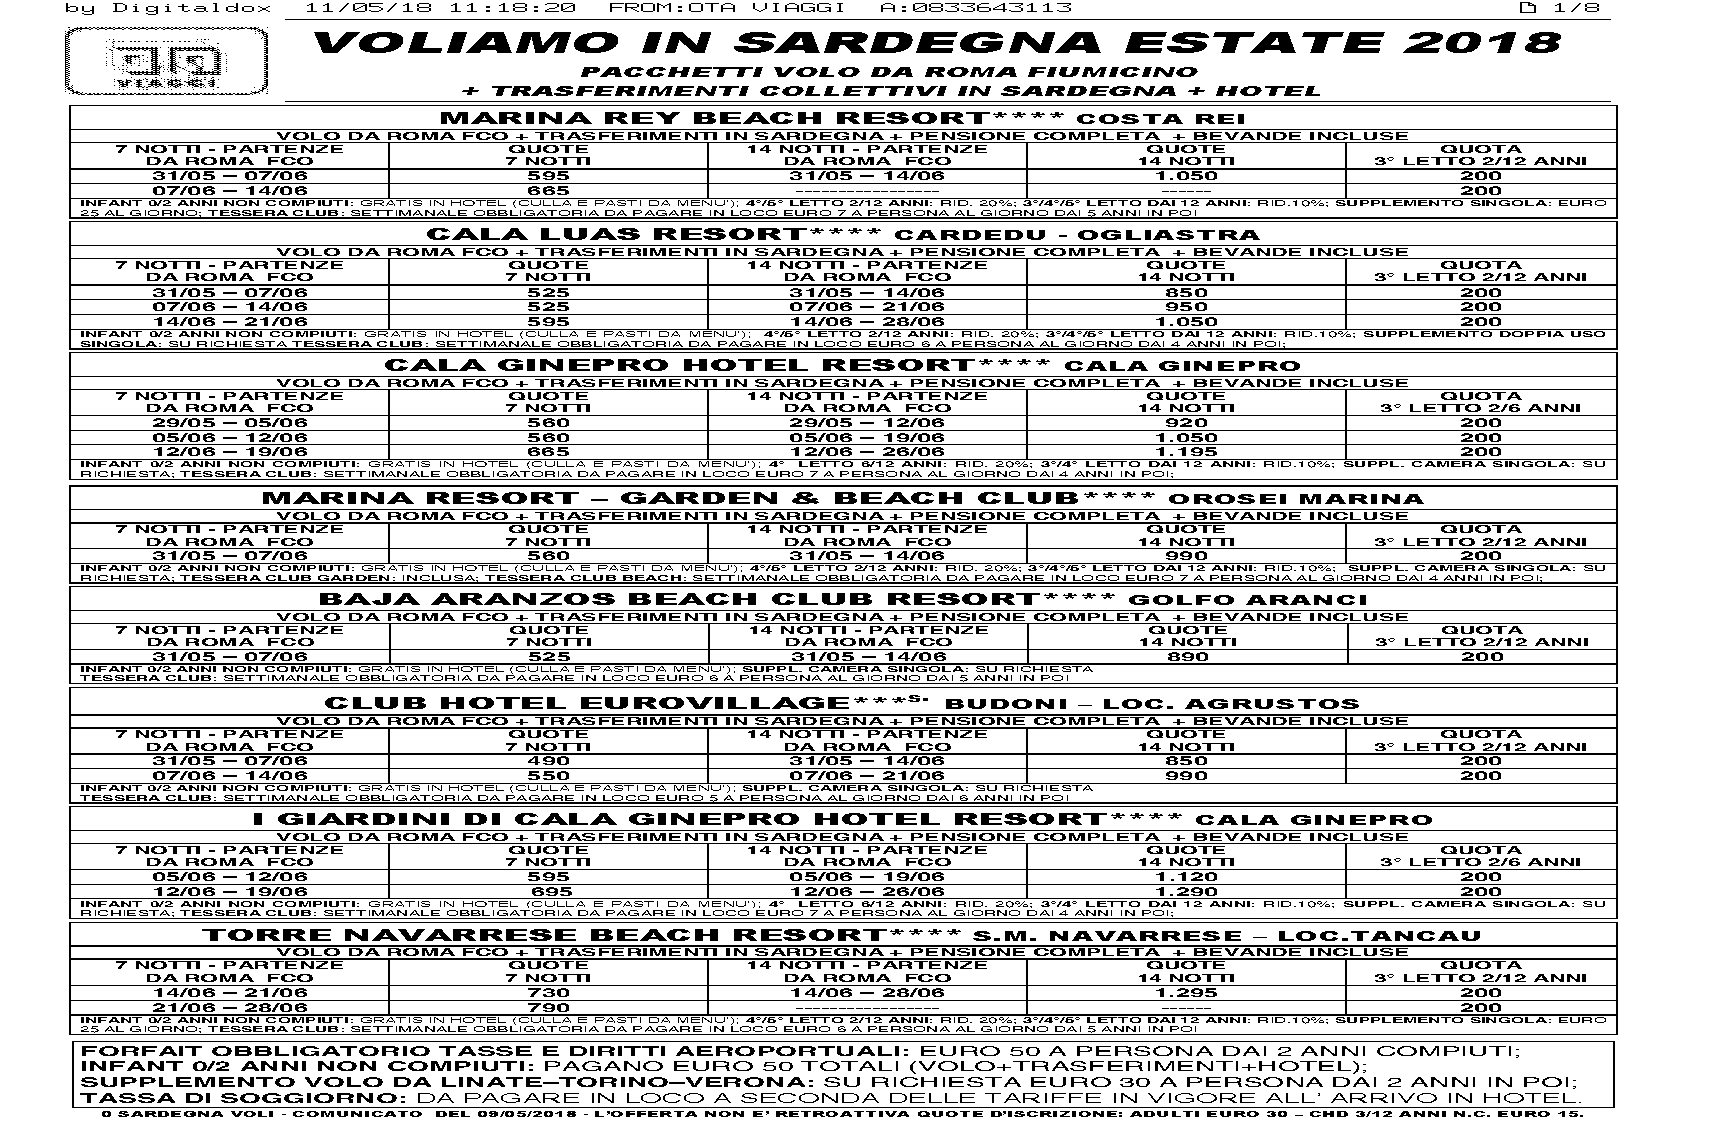 by Digitaldox 11/05/18 11:18:20 FROM:OTA VIAGGI A:0833643113 1/8
VIAGGI
VOLIAMO IN SARDEGNA ESTATE 2018
PACCHETTI VOLO DA ROMA FIUMICINO
+ TRASFERIMENTI COLLETTIVI IN SARDEGNA + HOTEL
MARINA REY BEACH RESORT**** COSTA REI
VOLO DA ROMA FCO + TRASFERIMENTI IN SARDEGNA + PENSIONE COMPLETA + BEVANDE INCLUSE
7 NOTTI - PARTENZE QUOTE 14 NOTTI - PARTENZE QUOTE QUOTA
DA ROMA FCO 7 NOTTI DA ROMA FCO 14 NOTTI 3° LETTO 2/12 ANNI
31/05 – 07/06 595 31/05 – 14/06 1.050 200
07/06 – 14/06 665 ----------------- ------ 200
INFANT 0/2 ANNI NON COMPIUTI: GRATIS IN HOTEL (CULLA E PASTI DA MENU'); 4°/5° LETTO 2/12 ANNI: RID. 20%; 3°/4°/5° LETTO DAI 12 ANNI: RID.10%; SUPPLEMENTO SINGOLA: EURO
25 AL GIORNO; TESSERA CLUB: SETTIMANALE OBBLIGATORIA DA PAGARE IN LOCO EURO 7 A PERSONA AL GIORNO DAI 5 ANNI IN POI
CALA LUAS RESORT**** CARDEDU - OGLIASTRA
VOLO DA ROMA FCO + TRASFERIMENTI IN SARDEGNA + PENSIONE COMPLETA + BEVANDE INCLUSE
7 NOTTI - PARTENZE QUOTE 14 NOTTI - PARTENZE QUOTE QUOTA
DA ROMA FCO 7 NOTTI DA ROMA FCO 14 NOTTI 3° LETTO 2/12 ANNI
31/05 – 07/06 525 31/05 – 14/06 850 200
07/06 – 14/06 525 07/06 – 21/06 950 200
14/06 – 21/06 595 14/06 – 28/06 1.050 200
INFANT 0/2 ANNI NON COMPIUTI: GRATIS IN HOTEL (CULLA E PASTI DA MENU'); 4°/5° LETTO 2/12 ANNI: RID. 20%; 3°/4°/5° LETTO DAI 12 ANNI: RID.10%; SUPPLEMENTO DOPPIA USO
SINGOLA: SU RICHIESTA TESSERA CLUB: SETTIMANALE OBBLIGATORIA DA PAGARE IN LOCO EURO 6 A PERSONA AL GIORNO DAI 4 ANNI IN POI;
CALA GINEPRO HOTEL RESORT**** CALA GINEPRO
VOLO DA ROMA FCO + TRASFERIMENTI IN SARDEGNA + PENSIONE COMPLETA + BEVANDE INCLUSE
7 NOTTI - PARTENZE QUOTE 14 NOTTI - PARTENZE QUOTE QUOTA
DA ROMA FCO 7 NOTTI DA ROMA FCO 14 NOTTI 3° LETTO 2/6 ANNI
29/05 – 05/06 560 29/05 – 12/06 920 200
05/06 – 12/06 560 05/06 – 19/06 1.050 200
12/06 – 19/06 665 12/06 – 26/06 1.195 200
INFANT 0/2 ANNI NON COMPIUTI: GRATIS IN HOTEL (CULLA E PASTI DA MENU'); 4° LETTO 6/12 ANNI: RID. 20%; 3°/4° LETTO DAI 12 ANNI: RID.10%; SUPPL. CAMERA SINGOLA: SU
RICHIESTA; TESSERA CLUB: SETTIMANALE OBBLIGATORIA DA PAGARE IN LOCO EURO 7 A PERSONA AL GIORNO DAI 4 ANNI IN POI;
MARINA RESORT – GARDEN & BEACH CLUB**** OROSEI MARINA
VOLO DA ROMA FCO + TRASFERIMENTI IN SARDEGNA + PENSIONE COMPLETA + BEVANDE INCLUSE
7 NOTTI - PARTENZE QUOTE 14 NOTTI - PARTENZE QUOTE QUOTA
DA ROMA FCO 7 NOTTI DA ROMA FCO 14 NOTTI 3° LETTO 2/12 ANNI
31/05 – 07/06 560 31/05 – 14/06 990 200
INFANT 0/2 ANNI NON COMPIUTI: GRATIS IN HOTEL (CULLA E PASTI DA MENU'); 4°/5° LETTO 2/12 ANNI: RID. 20%; 3°/4°/5° LETTO DAI 12 ANNI: RID.10%; SUPPL. CAMERA SINGOLA: SU
RICHIESTA; TESSERA CLUB GARDEN: INCLUSA; TESSERA CLUB BEACH: SETTIMANALE OBBLIGATORIA DA PAGARE IN LOCO EURO 7 A PERSONA AL GIORNO DAI 4 ANNI IN POI;
BAJA ARANZOS BEACH CLUB RESORT**** GOLFO ARANCI
VOLO DA ROMA FCO + TRASFERIMENTI IN SARDEGNA + PENSIONE COMPLETA + BEVANDE INCLUSE
7 NOTTI - PARTENZE QUOTE 14 NOTTI - PARTENZE QUOTE QUOTA
DA ROMA FCO 7 NOTTI DA ROMA FCO 14 NOTTI 3° LETTO 2/12 ANNI
31/05 – 07/06 525 31/05 – 14/06 890 200
INFANT 0/2 ANNI NON COMPIUTI: GRATIS IN HOTEL (CULLA E PASTI DA MENU'); SUPPL. CAMERA SINGOLA: SU RICHIESTA
TESSERA CLUB: SETTIMANALE OBBLIGATORIA DA PAGARE IN LOCO EURO 6 A PERSONA AL GIORNO DAI 5 ANNI IN POI
CLUB HOTEL EUROVILLAGE***S. BUDONI – LOC. AGRUSTOS
VOLO DA ROMA FCO + TRASFERIMENTI IN SARDEGNA + PENSIONE COMPLETA + BEVANDE INCLUSE
7 NOTTI - PARTENZE QUOTE 14 NOTTI - PARTENZE QUOTE QUOTA
DA ROMA FCO 7 NOTTI DA ROMA FCO 14 NOTTI 3° LETTO 2/12 ANNI
31/05 – 07/06 490 31/05 – 14/06 850 200
07/06 – 14/06 550 07/06 – 21/06 990 200
INFANT 0/2 ANNI NON COMPIUTI: GRATIS IN HOTEL (CULLA E PASTI DA MENU'); SUPPL. CAMERA SINGOLA: SU RICHIESTA
TESSERA CLUB: SETTIMANALE OBBLIGATORIA DA PAGARE IN LOCO EURO 5 A PERSONA AL GIORNO DAI 6 ANNI IN POI
I GIARDINI DI CALA GINEPRO HOTEL RESORT**** CALA GINEPRO
VOLO DA ROMA FCO + TRASFERIMENTI IN SARDEGNA + PENSIONE COMPLETA + BEVANDE INCLUSE
7 NOTTI - PARTENZE QUOTE 14 NOTTI - PARTENZE QUOTE QUOTA
DA ROMA FCO 7 NOTTI DA ROMA FCO 14 NOTTI 3° LETTO 2/6 ANNI
05/06 – 12/06 595 05/06 – 19/06 1.120 200
12/06 – 19/06 695 12/06 – 26/06 1.290 200
INFANT 0/2 ANNI NON COMPIUTI: GRATIS IN HOTEL (CULLA E PASTI DA MENU'); 4° LETTO 6/12 ANNI: RID. 20%; 3°/4° LETTO DAI 12 ANNI: RID.10%; SUPPL. CAMERA SINGOLA: SU
RICHIESTA; TESSERA CLUB: SETTIMANALE OBBLIGATORIA DA PAGARE IN LOCO EURO 7 A PERSONA AL GIORNO DAI 4 ANNI IN POI;
TORRE NAVARRESE BEACH RESORT**** S.M. NAVARRESE – LOC.TANCAU
VOLO DA ROMA FCO + TRASFERIMENTI IN SARDEGNA + PENSIONE COMPLETA + BEVANDE INCLUSE
7 NOTTI - PARTENZE QUOTE 14 NOTTI - PARTENZE QUOTE QUOTA
DA ROMA FCO 7 NOTTI DA ROMA FCO 14 NOTTI 3° LETTO 2/12 ANNI
14/06 – 21/06 730 14/06 – 28/06 1.295 200
21/06 – 28/06 790 ----------------- ------ 200
INFANT 0/2 ANNI NON COMPIUTI: GRATIS IN HOTEL (CULLA E PASTI DA MENU'); 4°/5° LETTO 2/12 ANNI: RID. 20%; 3°/4°/5° LETTO DAI 12 ANNI: RID.10%; SUPPLEMENTO SINGOLA: EURO
25 AL GIORNO; TESSERA CLUB: SETTIMANALE OBBLIGATORIA DA PAGARE IN LOCO EURO 6 A PERSONA AL GIORNO DAI 5 ANNI IN POI
FORFAIT OBBLIGATORIO TASSE E DIRITTI AEROPORTUALI: EURO 50 A PERSONA DAI 2 ANNI COMPIUTI;
INFANT 0/2 ANNI NON COMPIUTI: PAGANO EURO 50 TOTALI (VOLO+TRASFERIMENTI+HOTEL);
SUPPLEMENTO VOLO DA LINATE–TORINO–VERONA: SU RICHIESTA EURO 30 A PERSONA DAI 2 ANNI IN POI;
TASSA DI SOGGIORNO: DA PAGARE IN LOCO A SECONDA DELLE TARIFFE IN VIGORE ALL' ARRIVO IN HOTEL.
0 SARDEGNA VOLI - COMUNICATO DEL 09/05/2018 - L'OFFERTA NON E' RETROATTIVA QUOTE D'ISCRIZIONE: ADULTI EURO 30 – CHD 3/12 ANNI N.C. EURO 15.